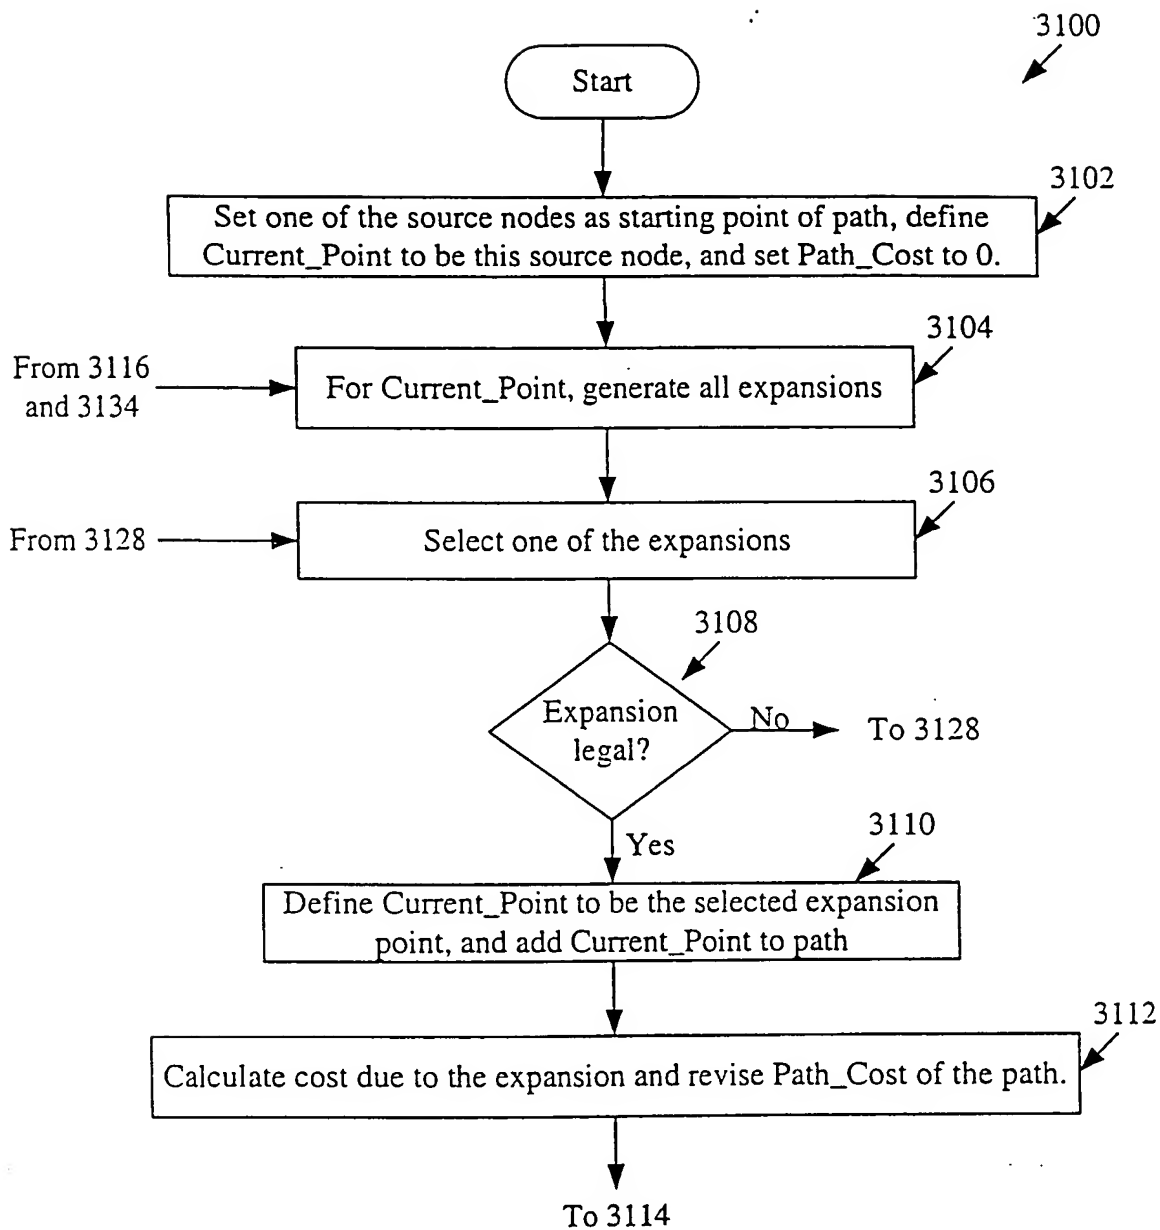 3100
Start
3102
Set one of the source nodes as starting point of path, define
Current_Point to be this source node, and set Path_Cost to 0.
3104
From 3116
and 3134
For Current_Point, generate all expansions
3106
From 3128
Select one of the expansions
3108
Expansion
legal?
No
To 3128
Yes
3110
Define Current_Point to be the selected expansion
point, and add Current_Point to path
3112
Calculate cost due to the expansion and revise Path_Cost of the path.
To 3114